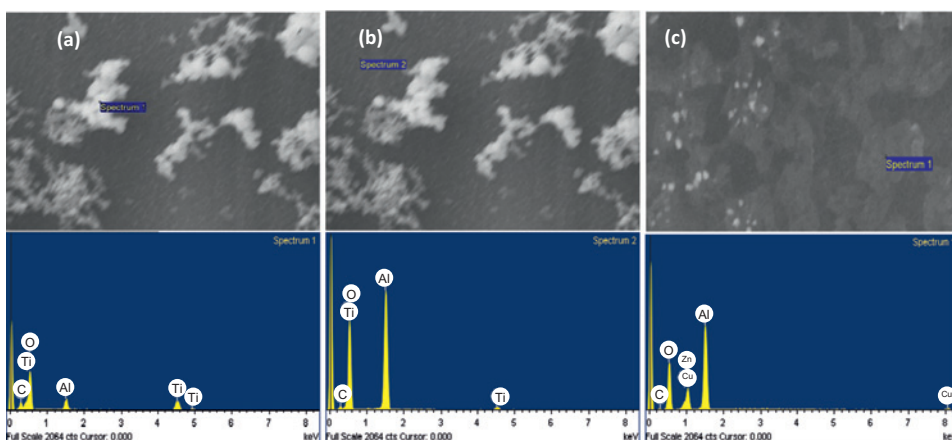 (a)
Spectrum 1
(b)
Spectrum 2
(c)
Spectrum 1
Spectrum 1
O
Ti
C
Al
Ti
Ti
0 1 2 3 4 5 6 7 8
Full Scale 2064 cts Cursor: 0.000 keV
Spectrum 2
O
Ti
Al
C
Ti
0 1 2 3 4 5 6 7 8
Full Scale 2064 cts Cursor: 0.000 keV
Spectrum
O
Zn
Cu
Al
C
Cu
0 1 2 3 4 5 6 7 8
Full Scale 2064 cts Cursor: 0.000